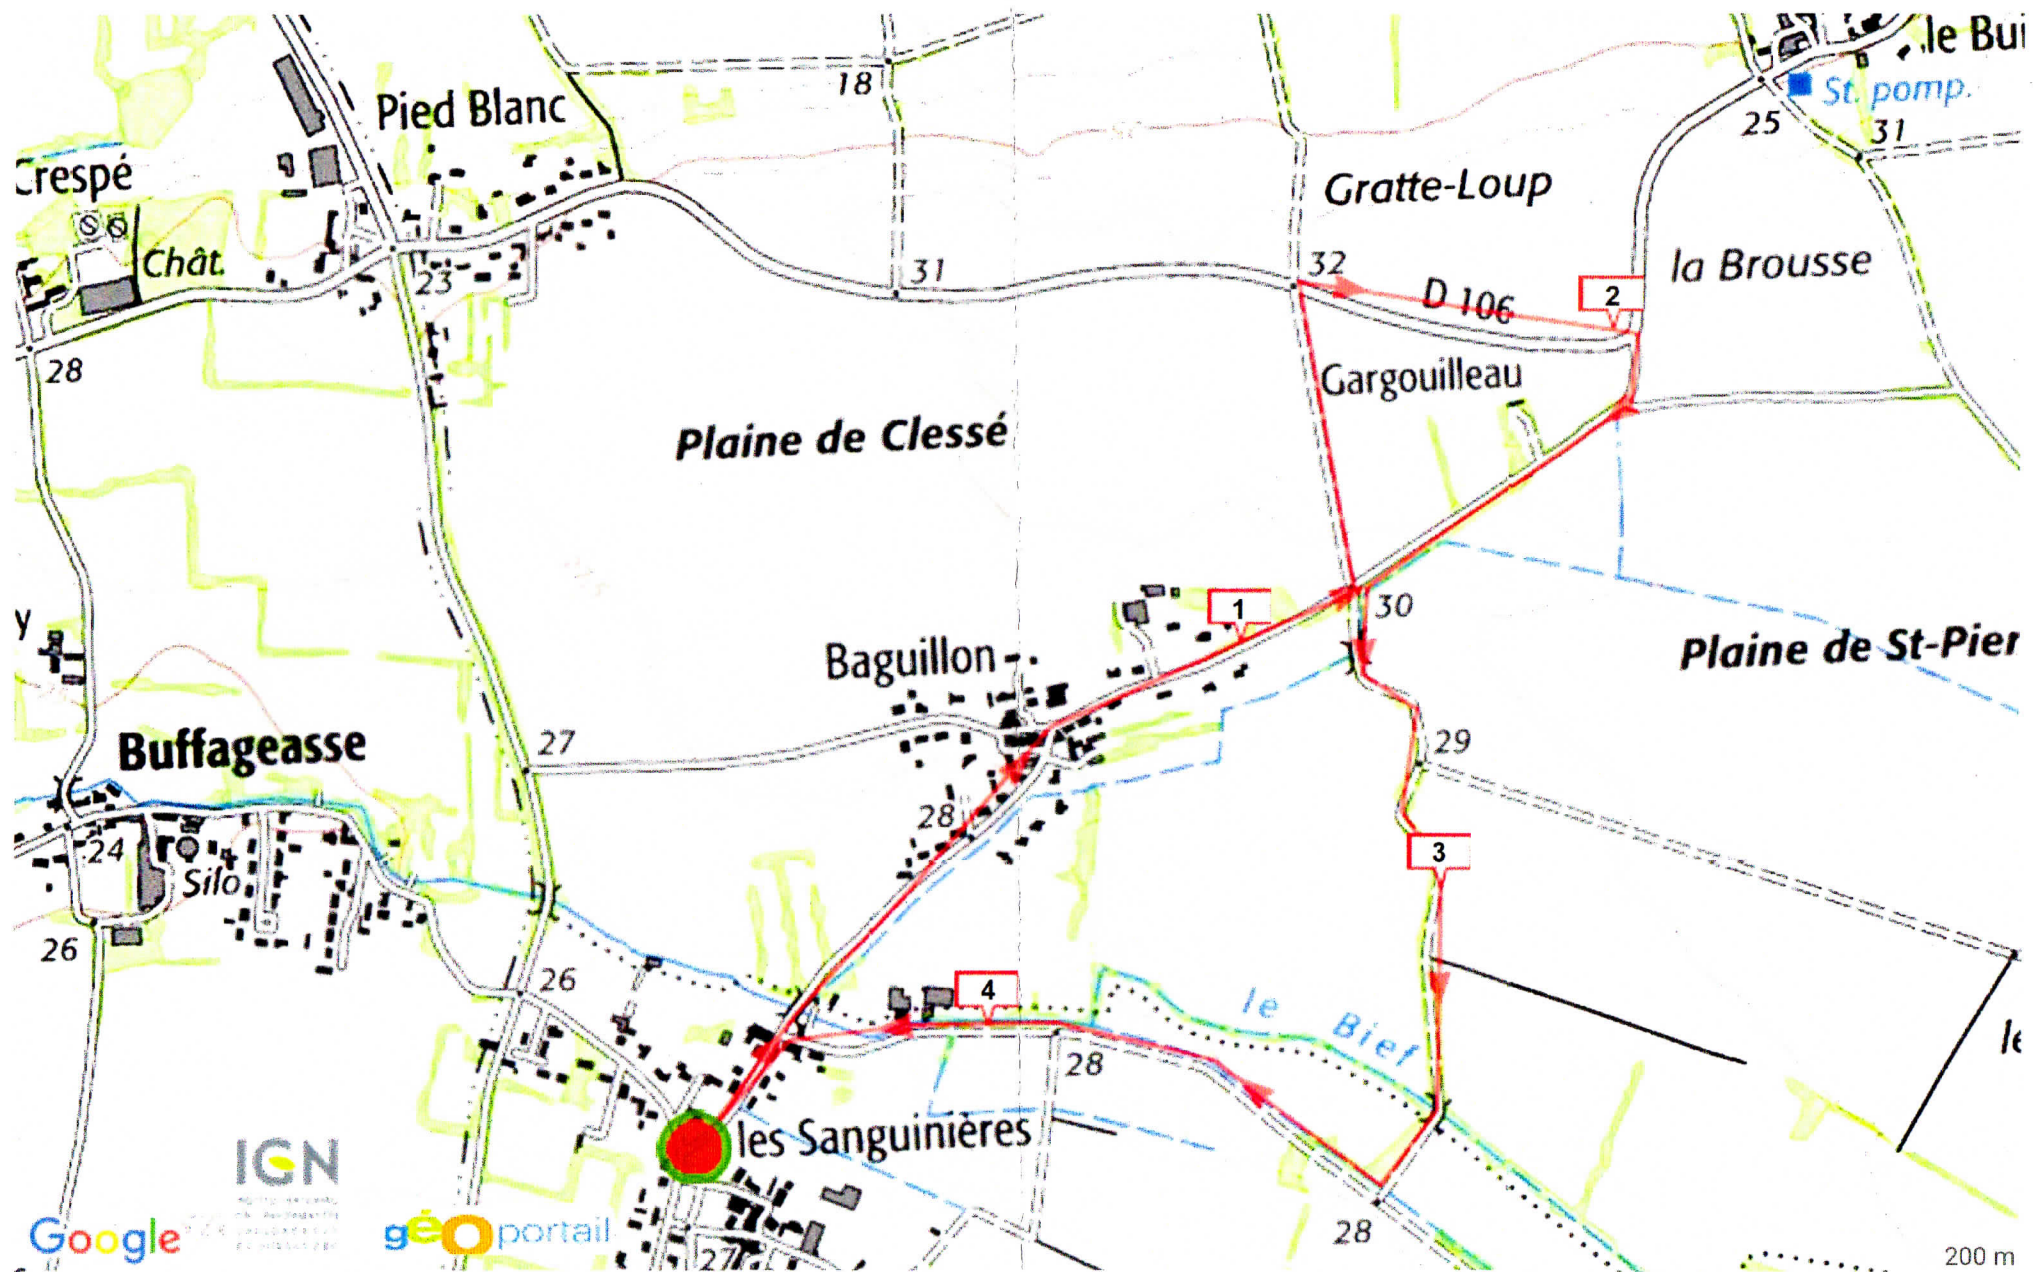 le Bui
St. pomp.
18
Pied Blanc
25
31
Crespé
Gratte-Loup
Chât.
23
31
32
la Brousse
D 106
2
28
Gargouilleau
Plaine de Clessé
1
30
y
Baguillon
Plaine de St-Pier
Buffageasse
27
29
28
24
Silo
3
26
26
4
le Bief
28
le
les Sanguinières
IGN
Google
géoportail
27
28
200 m